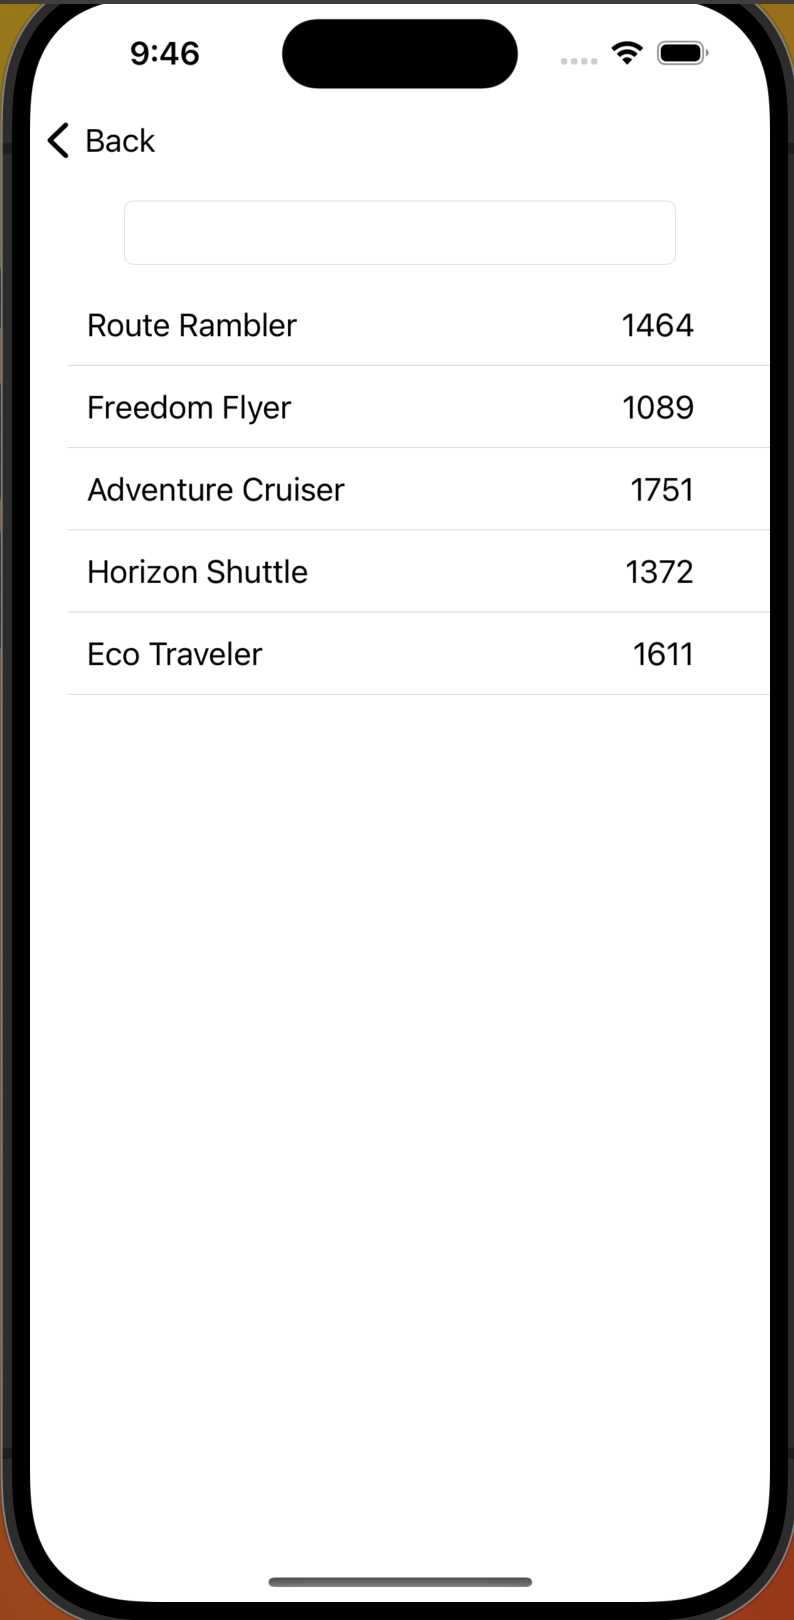 9:46
Back
Route Rambler 1464
Freedom Flyer 1089
Adventure Cruiser 1751
Horizon Shuttle 1372
Eco Traveler 1611